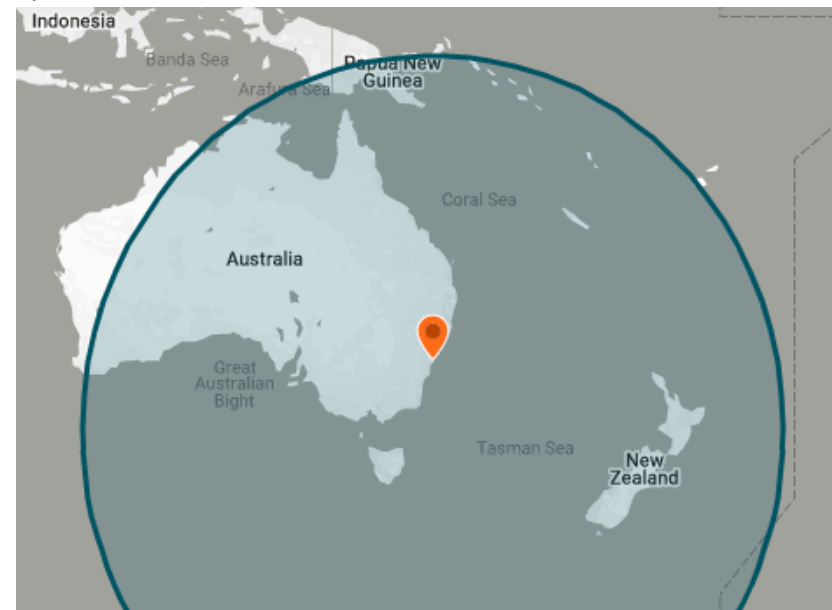 Indonesia
Banda Sea
Papua New
Guinea
Arafura Sea
Coral Sea
Australia
Great
Australian
Bight
Tasman Sea
New
Zealand